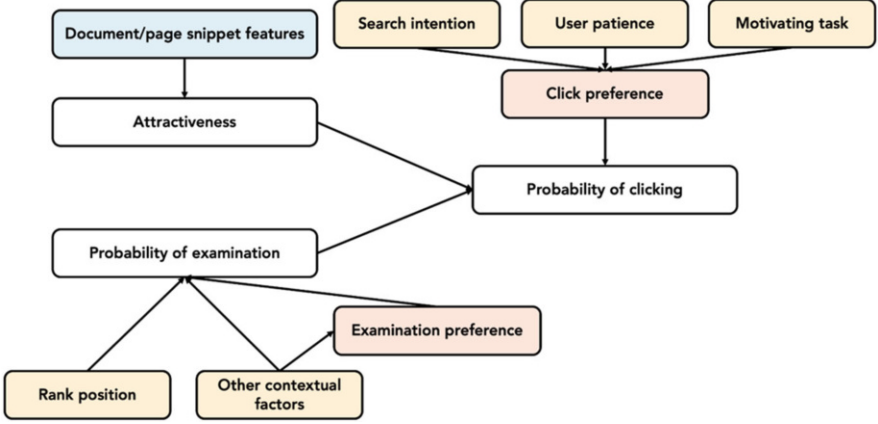 Document/page snippet features
Search intention
User patience
Motivating task
Click preference
Attractiveness
Probability of clicking
Probability of examination
Examination preference
Rank position
Other contextual
factors